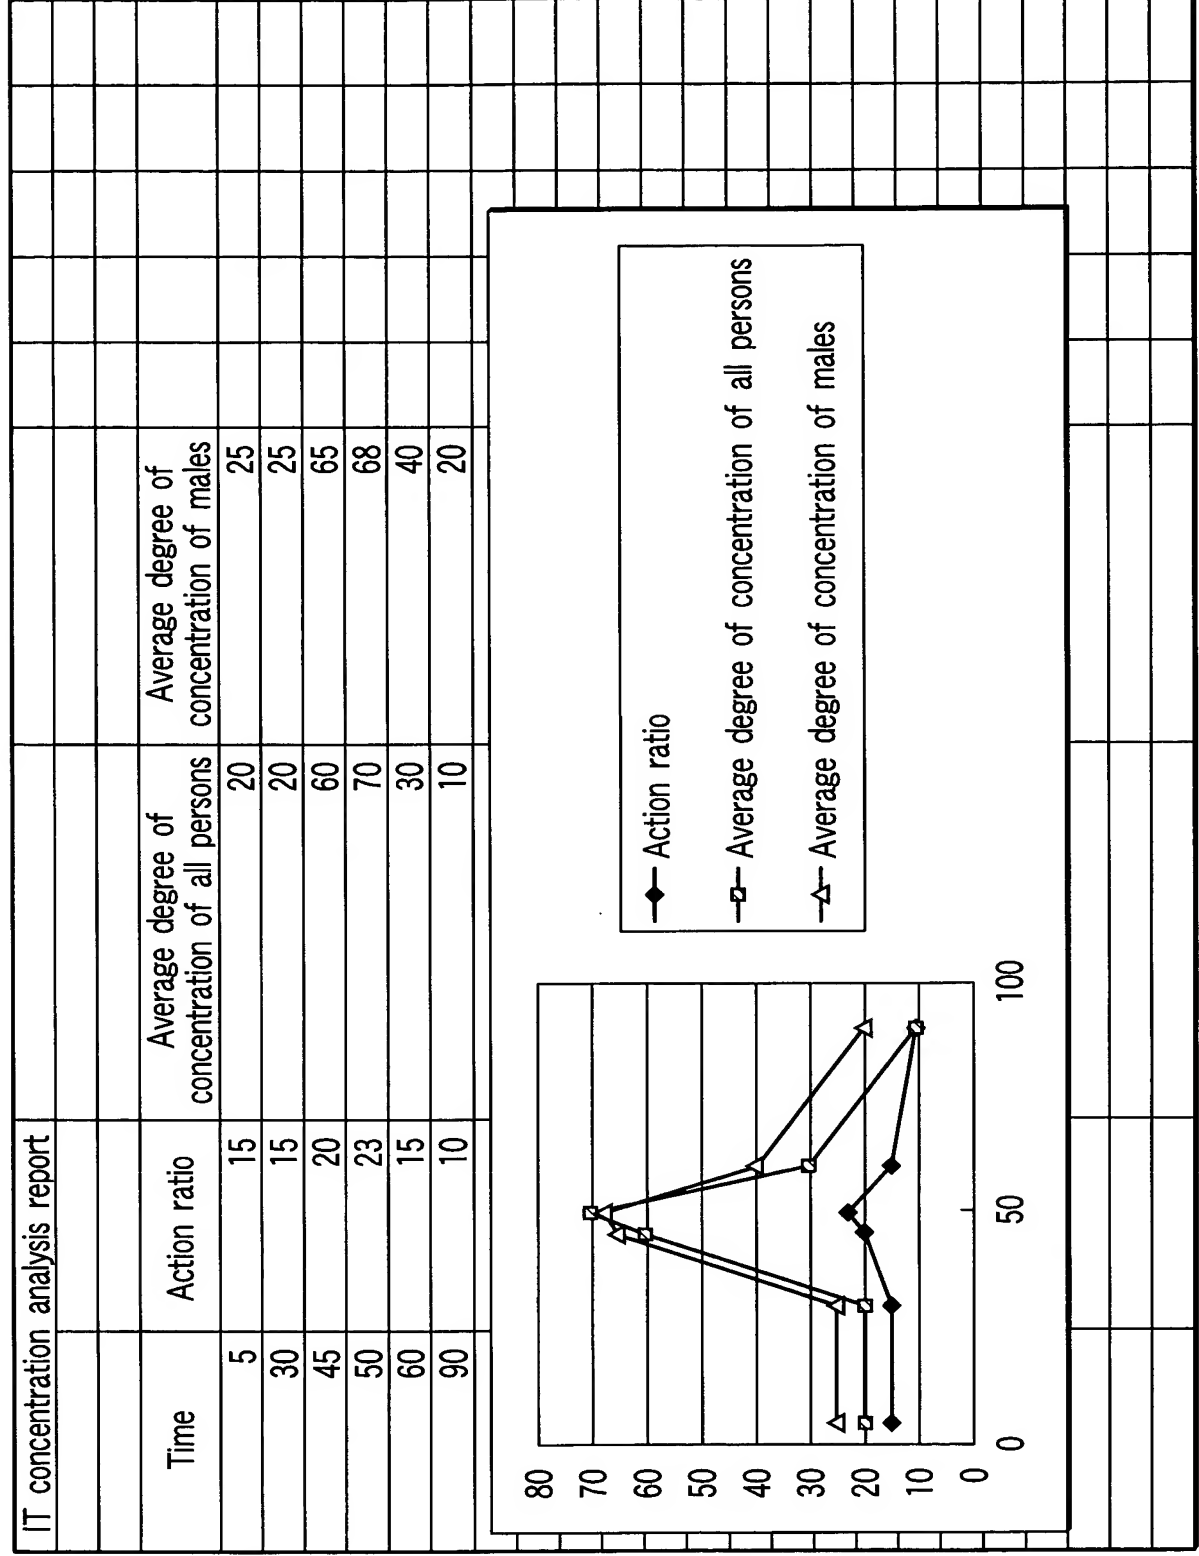 IT concentration analysis report
Time Action ratio Average degree of concentration of all persons Average degree of concentration of males
5 15 20 25
30 15 20 25
45 20 60 65
50 23 70 68
60 15 30 40
90 10 10 20
80
70
60
50
40
30
20
10
0
0 50 100
Action ratio
Average degree of concentration of all persons
Average degree of concentration of males